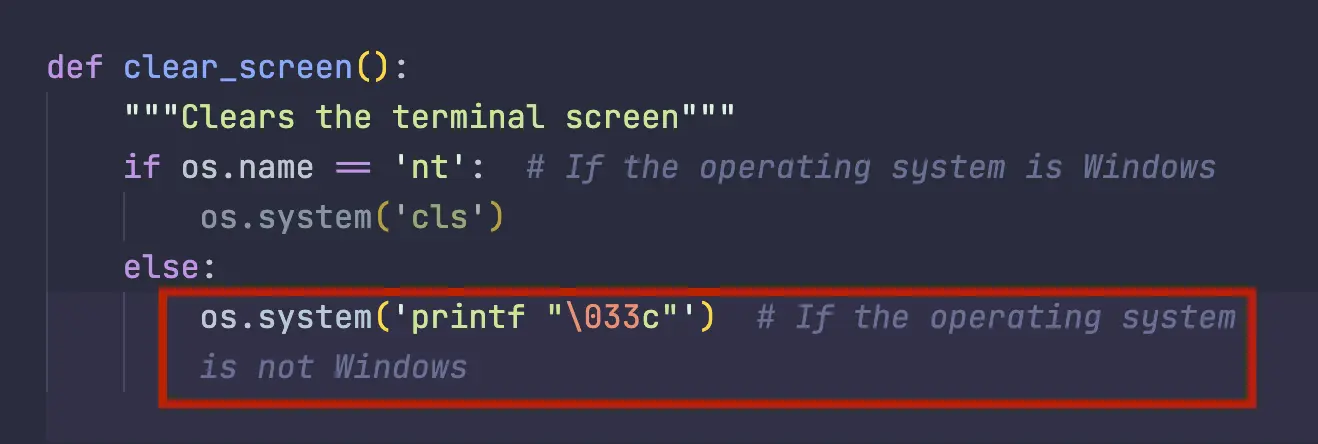 def clear_screen():
    """Clears the terminal screen"""
    if os.name == 'nt':  # If the operating system is Windows
        os.system('cls')
    else:
        os.system('printf "\033c"')  # If the operating system
        is not Windows